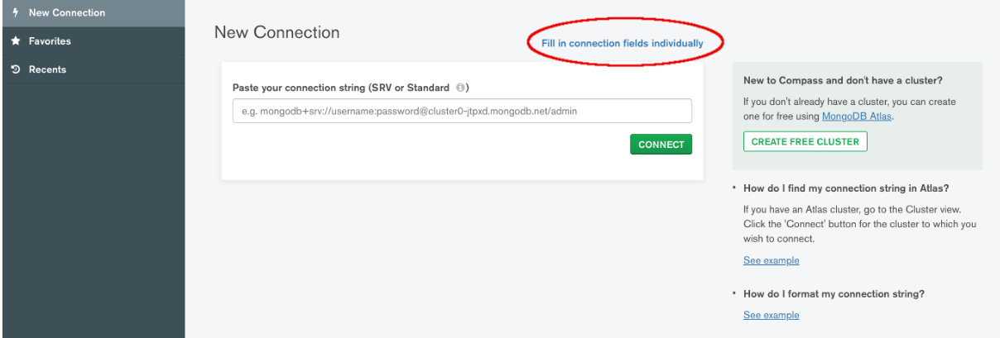 New Connection
Favorites
Recents
New Connection
Fill in connection fields individually
Paste your connection string (SRV or Standard )
e.g. mongodb+srv://username:password@cluster0-jtpxd.mongodb.net/admin
CONNECT
New to Compass and don't have a cluster?
If you don't already have a cluster, you can create
one for free using MongoDB Atlas.
CREATE FREE CLUSTER
• How do I find my connection string in Atlas?
If you have an Atlas cluster, go to the Cluster view.
Click the 'Connect' button for the cluster to which you
wish to connect.
See example
• How do I format my connection string?
See example